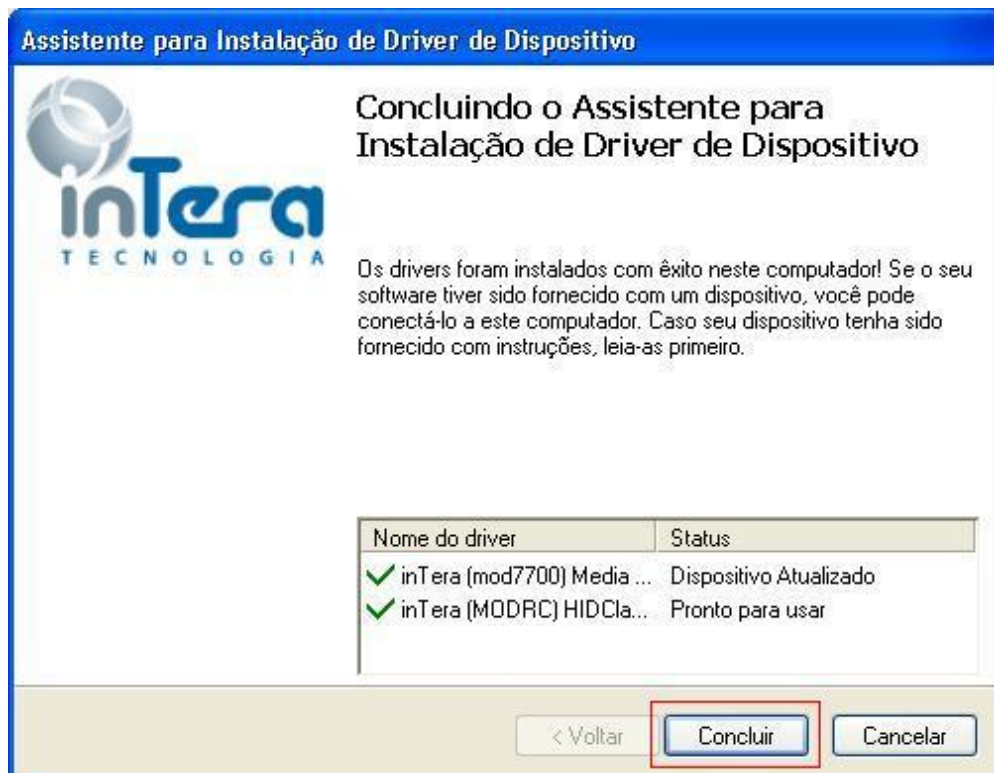 Assistente para Instalação de Driver de Dispositivo
inTera
TECNOLOGIA
Concluindo o Assistente para
Instalação de Driver de Dispositivo
Os drivers foram instalados com êxito neste computador! Se o seu
software tiver sido fornecido com um dispositivo, você pode
conectá-lo a este computador. Caso seu dispositivo tenha sido
fornecido com instruções, leia-as primeiro.
Nome do driver Status
inTera (mod7700) Media ... Dispositivo Atualizado
inTera (MODRC) HIDCla... Pronto para usar
< Voltar Concluir Cancelar